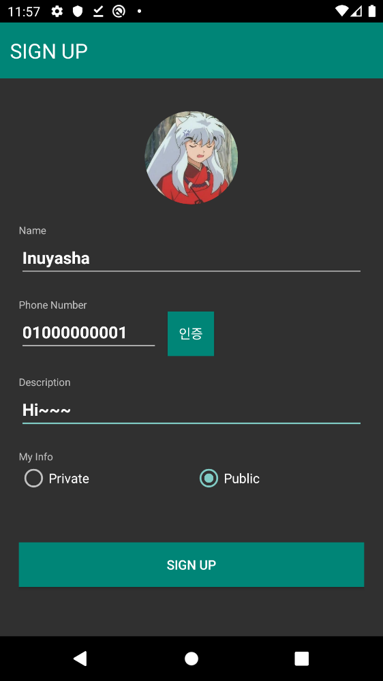 11:57
SIGN UP
Name
Inuyasha
Phone Number
01000000001
인증
Description
Hi~~~
My Info
Private
Public
SIGN UP